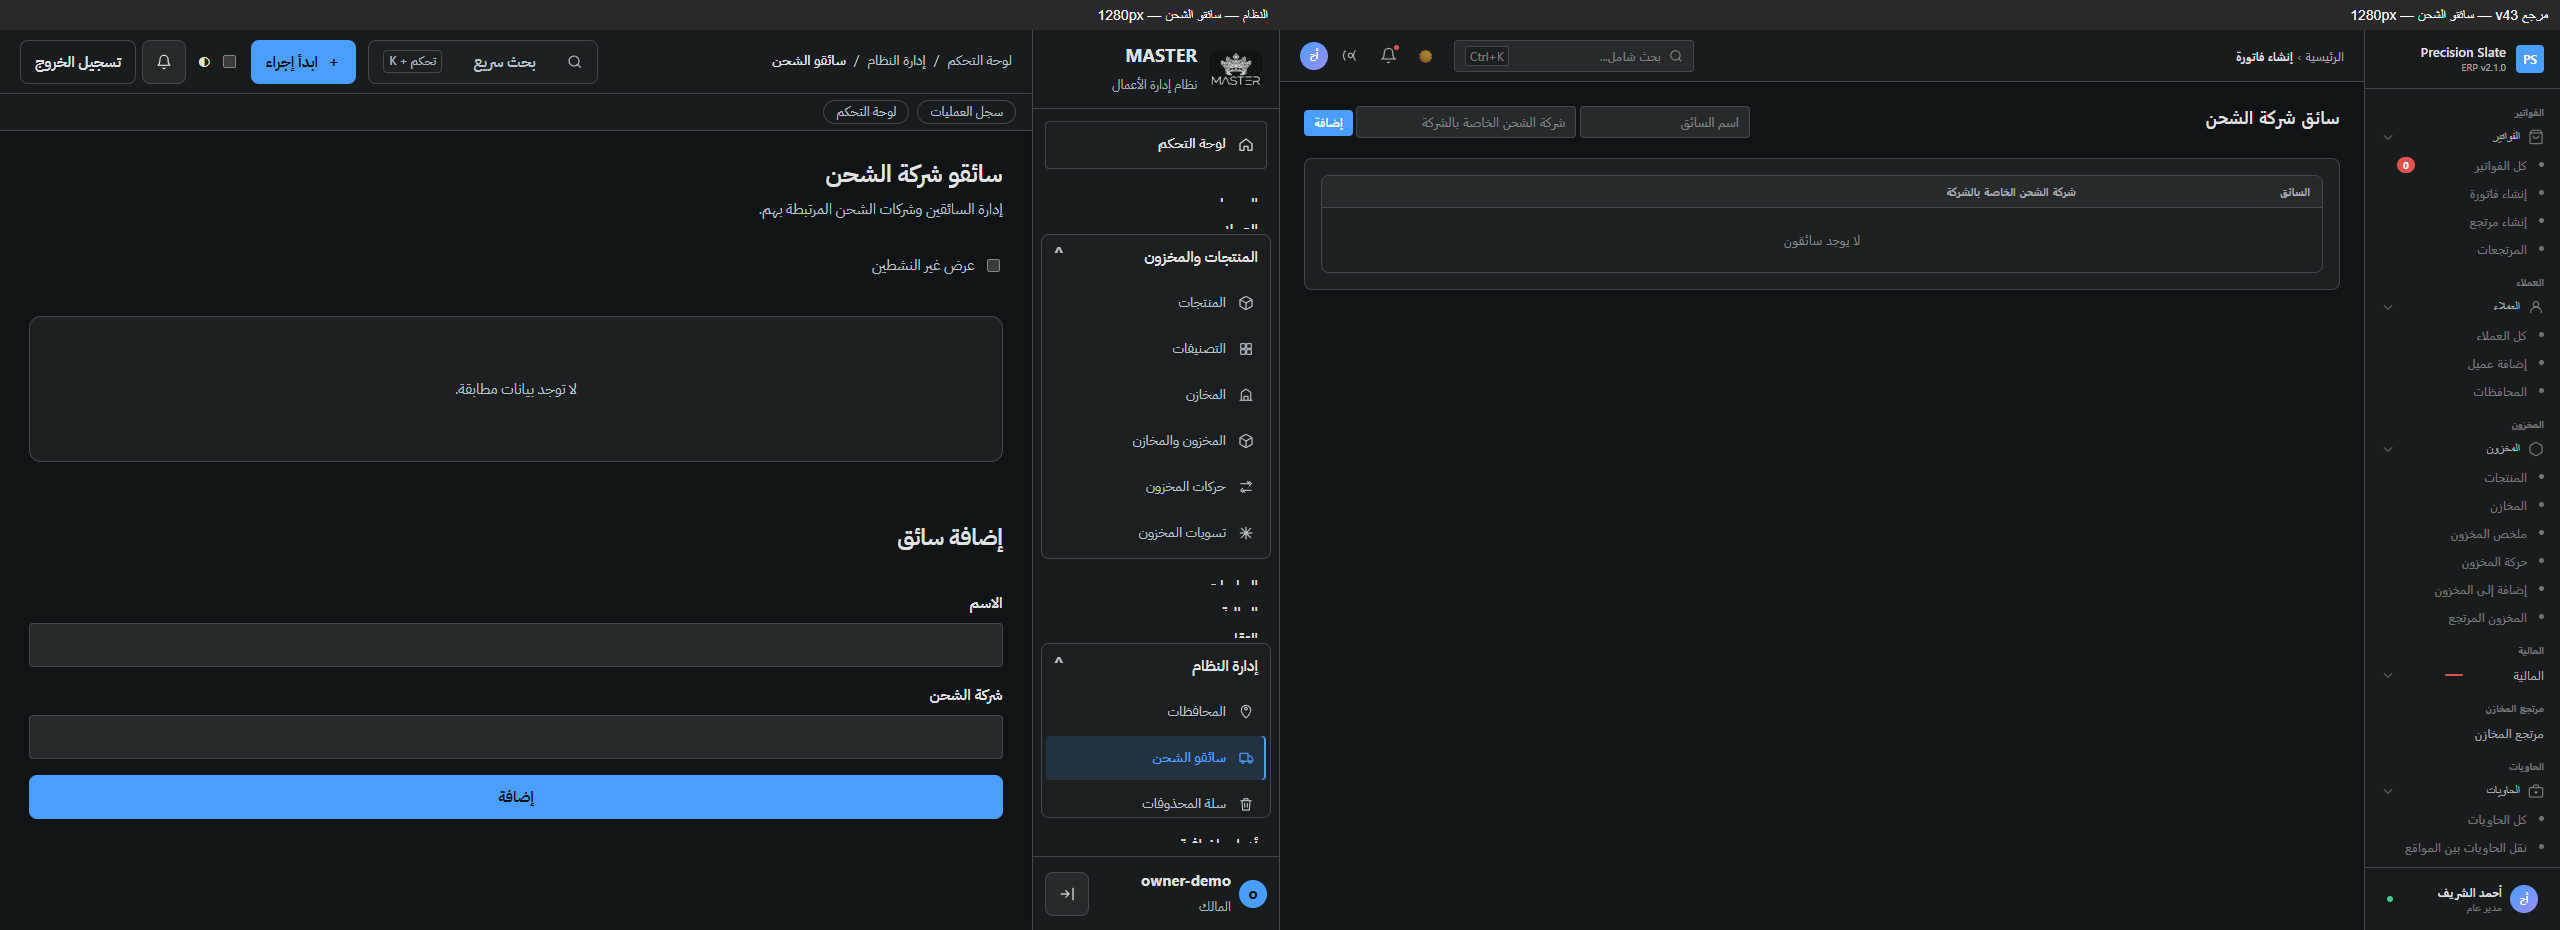 مرجع v43 — سائقو الشحن — 1280px
PS
Precision Slate
ERP v2.1.0
الفواتير
الفواتير
كل الفواتير
0
إنشاء فاتورة
إنشاء مرتجع
المرتجعات
العملاء
العملاء
كل العملاء
إضافة عميل
المحافظات
المخزون
المخزون
المنتجات
المخازن
ملخص المخزون
حركة المخزون
إضافة إلى المخزون
المخزون المرتجع
المالية
المالية
مرتجع المخازن
مرتجع المخازن
الحاويات
الحاويات
كل الحاويات
نقل الحاويات بين المواقع
أح
أحمد الشريف
مدير عام
الرئيسية › إنشاء فاتورة
بحث شامل...
Ctrl+K
أح
سائق شركة الشحن
اسم السائق
شركة الشحن الخاصة بالشركة
إضافة
السائق
شركة الشحن الخاصة بالشركة
لا يوجد سائقون
النظام — سائقو الشحن — 1280px
MASTER
MASTER
نظام إدارة الأعمال
لوحة التحكم
المنتجات والمخزون
المنتجات
التصنيفات
المخازن
المخزون والمخازن
حركات المخزون
تسويات المخزون
إدارة النظام
المحافظات
سائقو الشحن
سلة المحذوفات
o
owner-demo
المالك
لوحة التحكم / إدارة النظام / سائقو الشحن
بحث سريع
تحكم + K
+ ابدأ إجراء
تسجيل الخروج
سجل العمليات
لوحة التحكم
سائقو شركة الشحن
إدارة السائقين وشركات الشحن المرتبطة بهم.
عرض غير النشطين
لا توجد بيانات مطابقة.
إضافة سائق
الاسم
شركة الشحن
إضافة